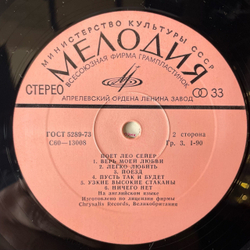 МИНИСТЕРСТВО КУЛЬТУРЫ СССР
МЕЛОДИЯ
ВСЕСОЮЗНАЯ ФИРМА ГРАМПЛАСТИНОК
СТЕРЕО
33
АПРЕЛЕВСКИЙ ОРДЕНА ЛЕНИНА ЗАВОД
ГОСТ 5289-73
2 сторона
С60—13009
Гр. 3. 1-90
ПОЕТ ЛЕО СЕЙЕР
1. ВЕРЬ МОЕЙ ЛЮБВИ
2. ЛЕГКО ЛЮБИТЬ
3. ПОЕЗД
4. ПУСТЬ ТАК И БУДЕТ
5. УЗКИЕ ВЫСОКИЕ СТАКАНЫ
6. НИЧЕГО НЕТ
На английском языке
Изготовлено по лицензии фирмы
Chrysalis Records, Великобритания